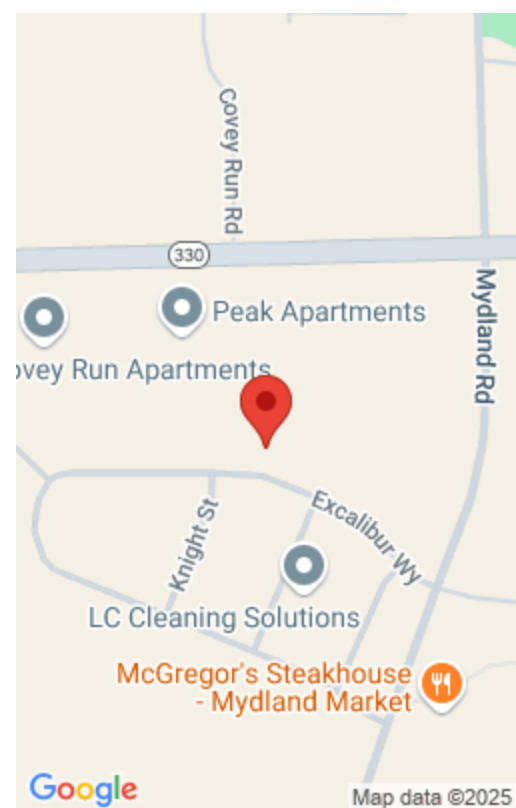 Covey Run Rd
330
Mydland Rd
Peak Apartments
ovey Run Apartments
Excalibur Wy
Knight St
LC Cleaning Solutions
McGregor's Steakhouse
- Mydland Market
Google
Map data ©2025